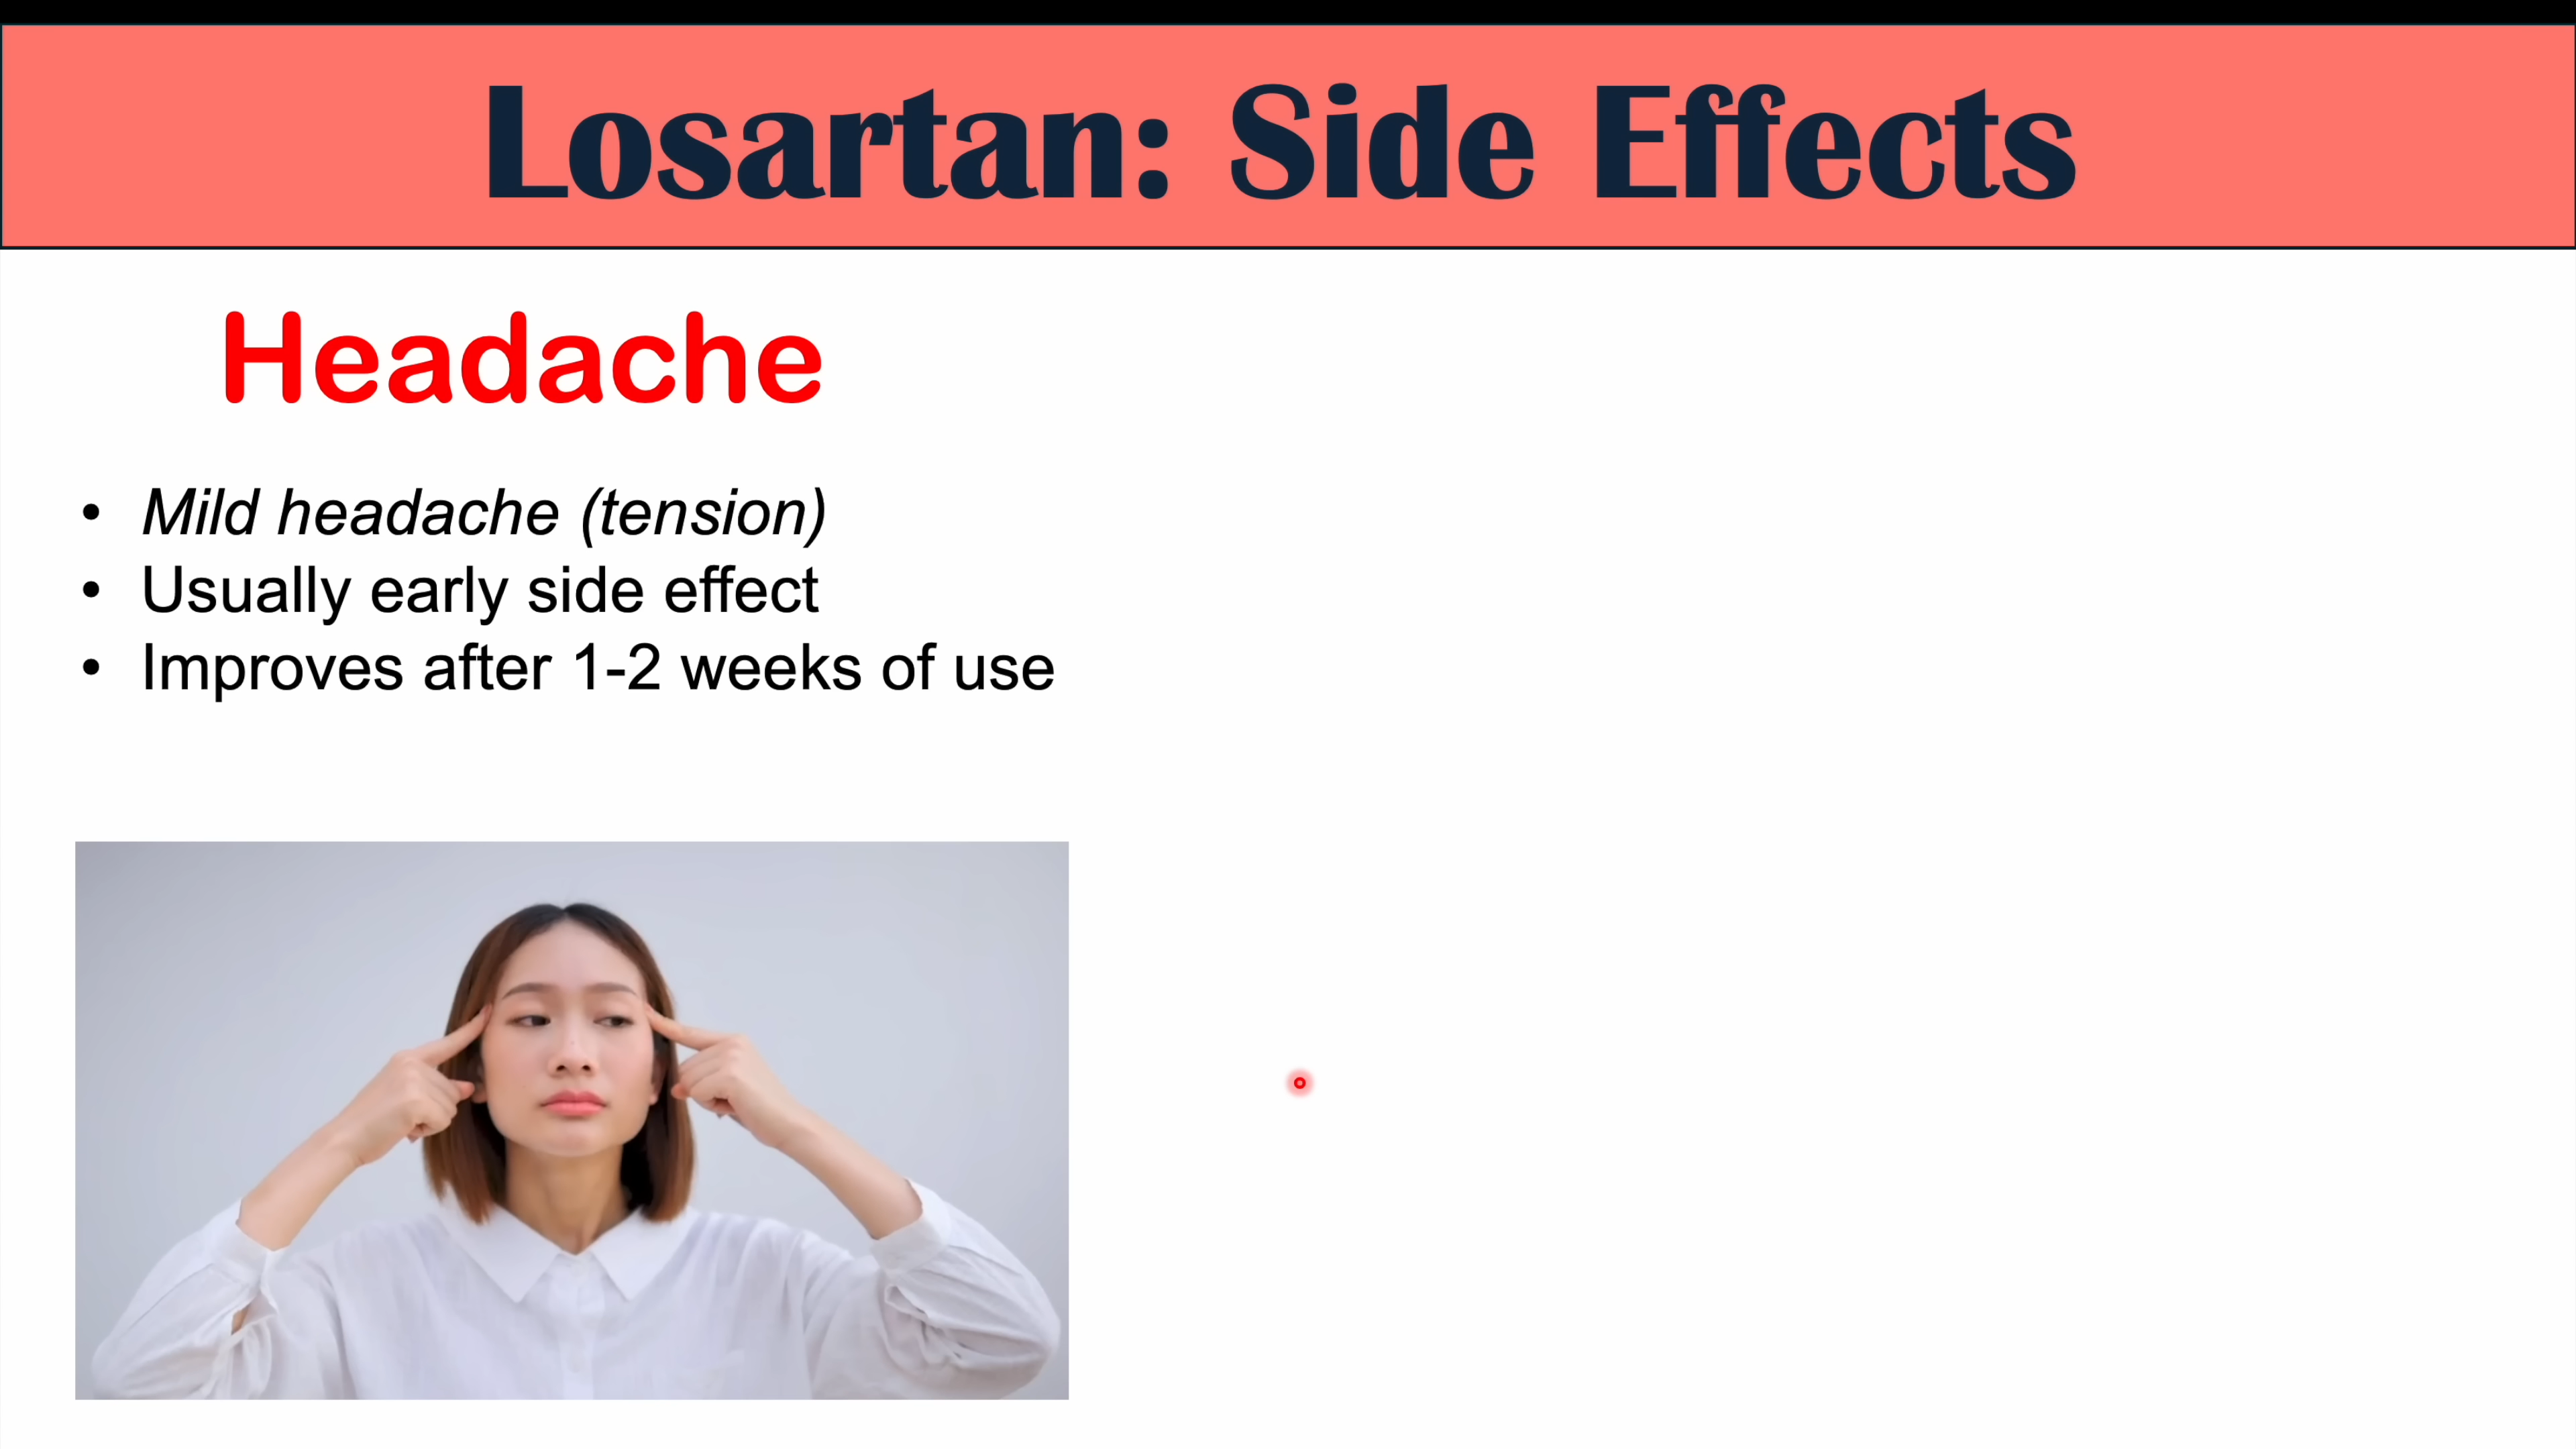 Losartan: Side Effects
Headache
• Mild headache (tension)
• Usually early side effect
• Improves after 1-2 weeks of use